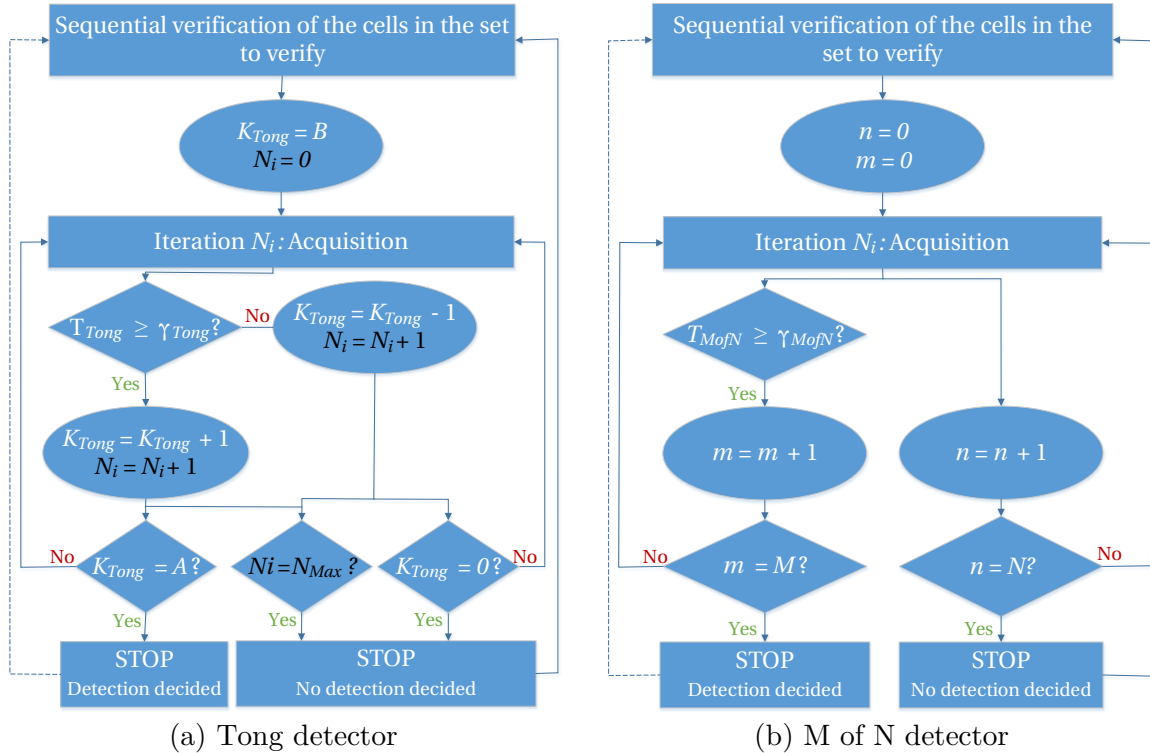 Sequential verification of the cells in the set
to verify
K_Tong = B
N_i = 0
Iteration N_i : Acquisition
T_Tong ≥ γ_Tong ?
No
K_Tong = K_Tong - 1
N_i = N_i + 1
Yes
K_Tong = K_Tong + 1
N_i = N_i + 1
No
K_Tong = A ?
Ni = N_Max ?
K_Tong = 0 ?
No
Yes
Yes
Yes
STOP
Detection decided
STOP
No detection decided
(a) Tong detector
Sequential verification of the cells in the
set to verify
n = 0
m = 0
Iteration N_i : Acquisition
T_MofN ≥ γ_MofN ?
Yes
m = m + 1
n = n + 1
No
m = M ?
n = N?
No
Yes
Yes
STOP
Detection decided
STOP
No detection decided
(b) M of N detector